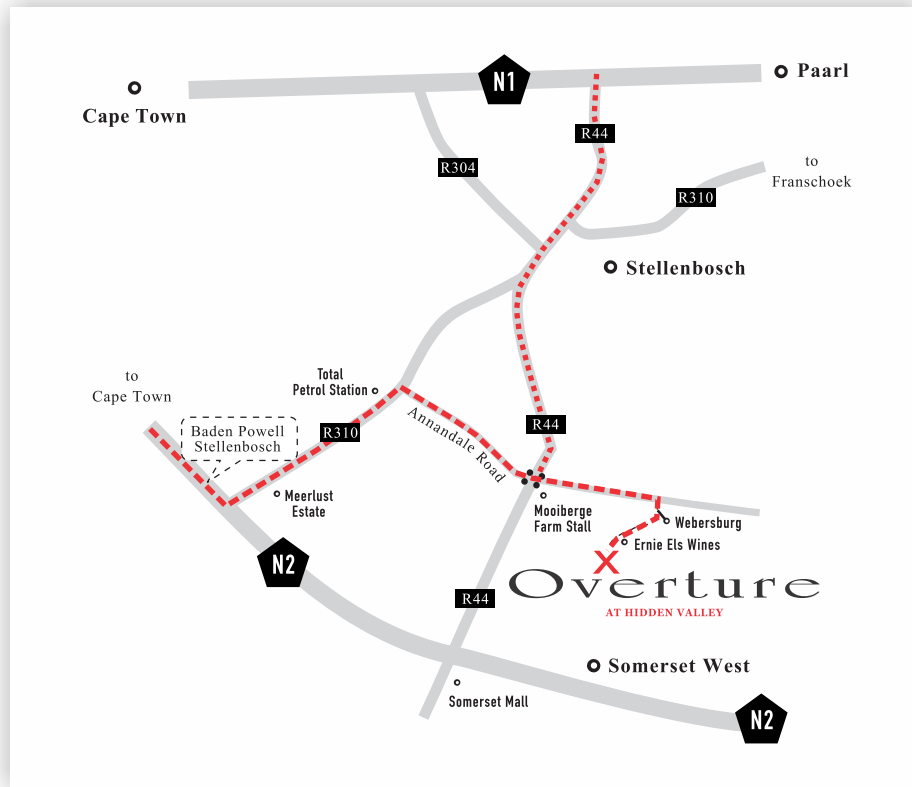 N1
Paarl
Cape Town
R44
R304
to
Franschoek
R310
Stellenbosch
to
Cape Town
Total
Petrol Station
Baden Powell
Stellenbosch
R310
Annandale Road
R44
Meerlust
Estate
Mooiberge
Farm Stall
Webersburg
Ernie Els Wines
X
N2
Overture
AT HIDDEN VALLEY
R44
Somerset West
Somerset Mall
N2